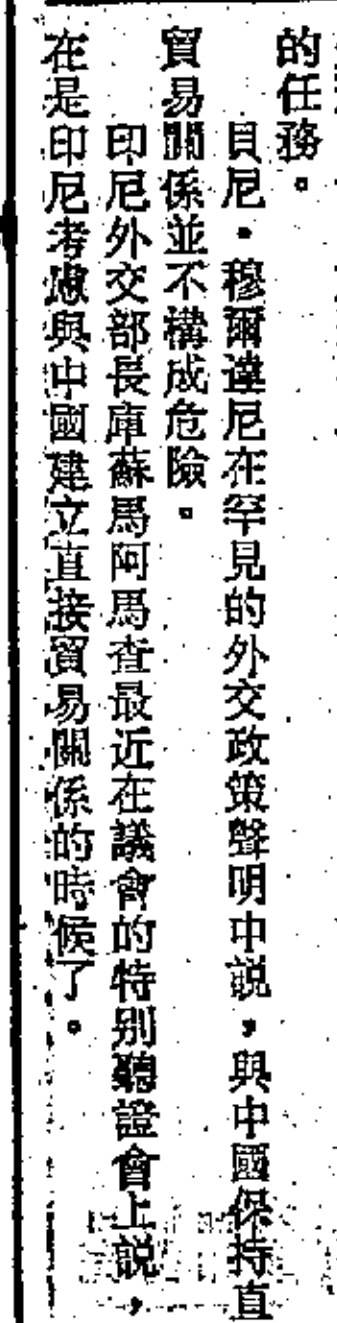 的任務。
貝尼・穆爾達尼在罕見的外交政策聲明中說，與中國保持直
貿易關係並不構成危險。
印尼外交部長庫蘇馬阿馬查最近在議會的特別聽證會上說，
在是印尼考慮與中國建立直接貿易關係的時候了。